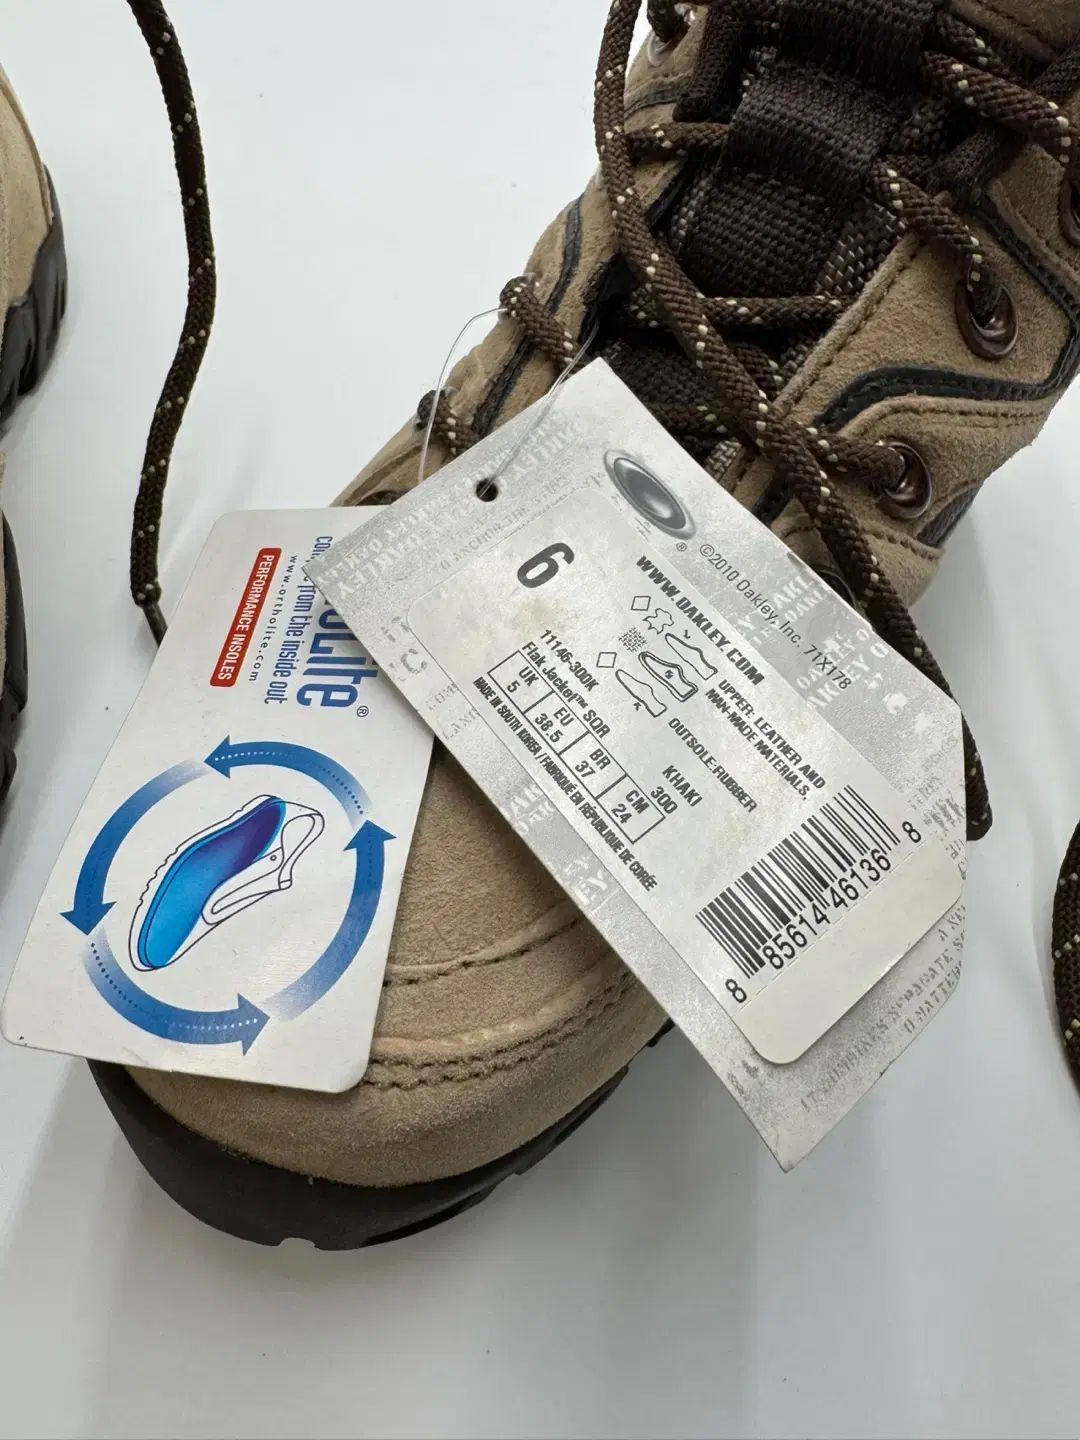 Lite®
comfort from the inside out
www.ortholite.com
PERFORMANCE INSOLES
©2010 Oakley, Inc. 71X178
WWW.OAKLEY.COM
6
11146-300K
Flak Jacket™ SQR
UK EU BR CM
5 38.5 37 24
MADE IN SOUTH KOREA/FABRIQUÉ EN RÉPUBLIQUE DE CORÉE
UPPER: LEATHER AND
MAN-MADE MATERIALS,
OUTSOLE:RUBBER
KHAKI
300
8 85614 46136 8